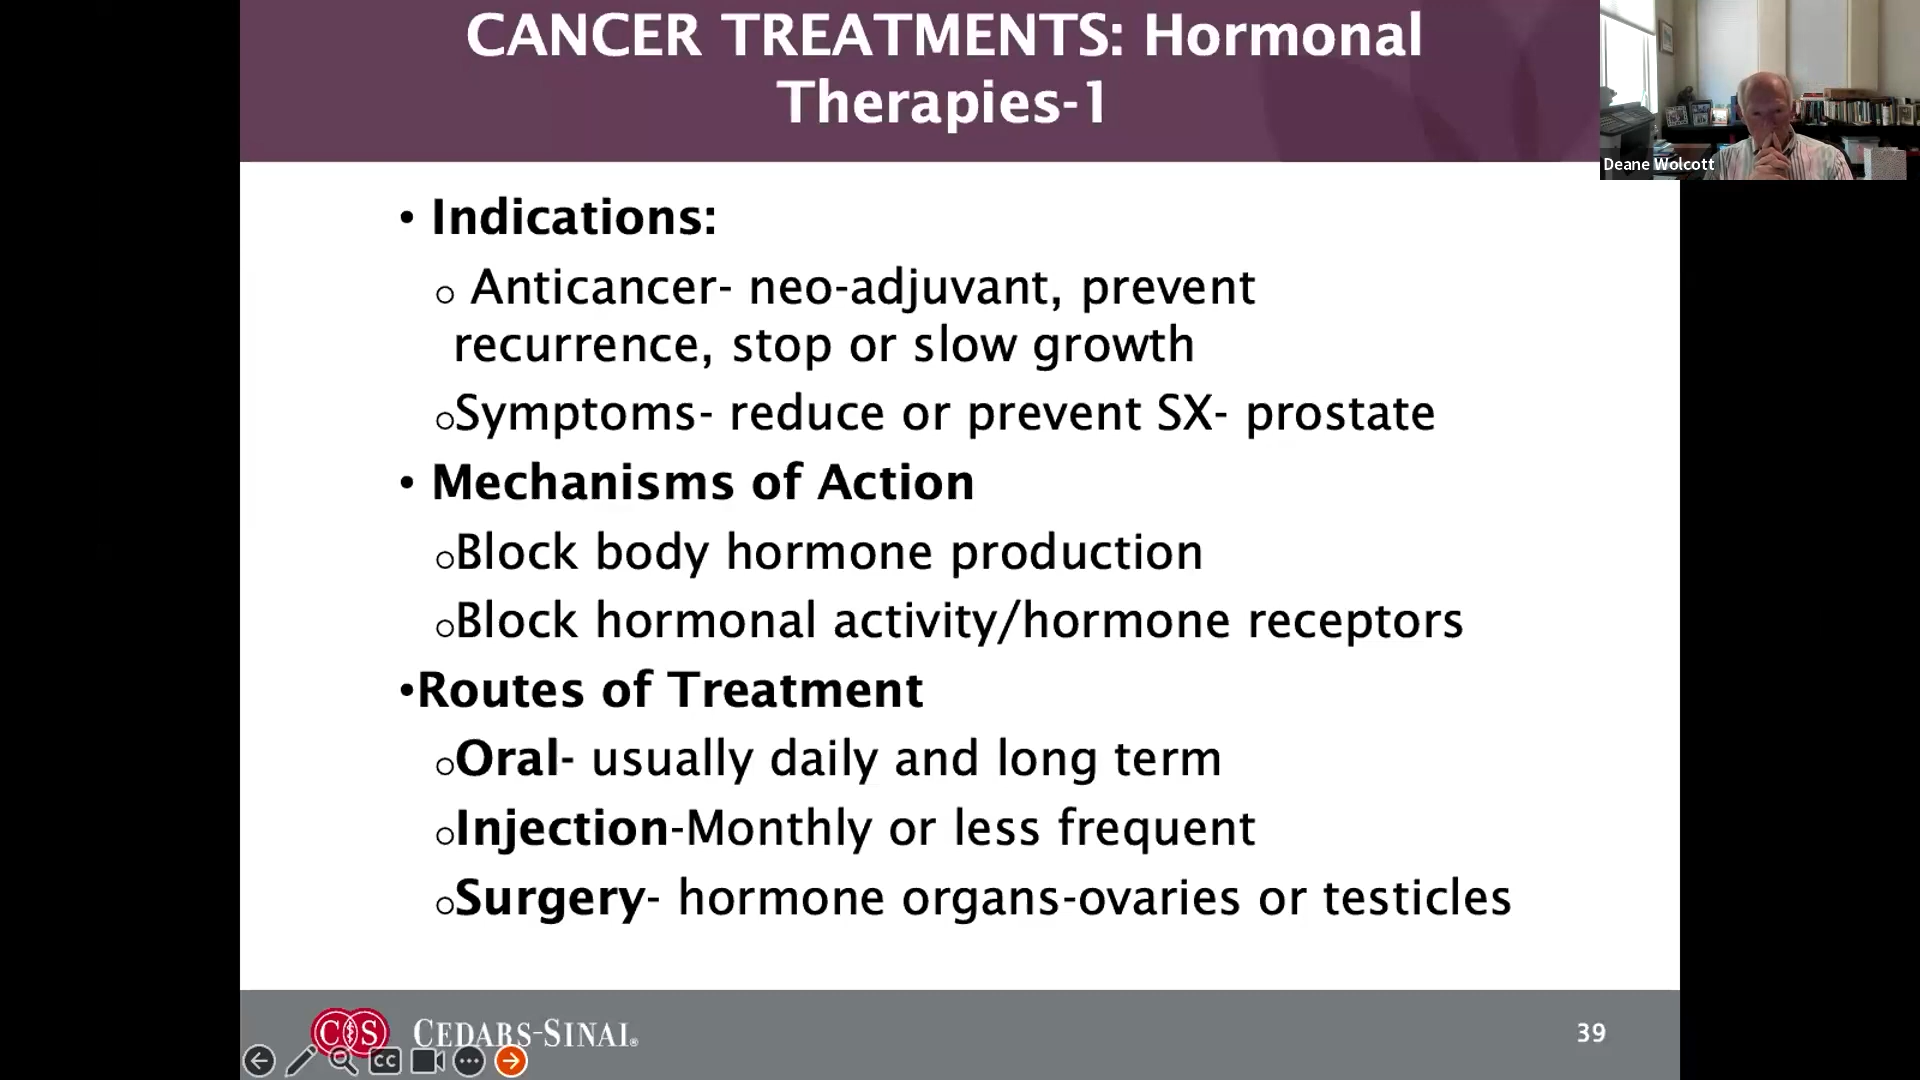 CANCER TREATMENTS: Hormonal
Therapies-1
Deane Wolcott
• Indications:
o Anticancer- neo-adjuvant, prevent
recurrence, stop or slow growth
oSymptoms- reduce or prevent SX- prostate
• Mechanisms of Action
oBlock body hormone production
oBlock hormonal activity/hormone receptors
•Routes of Treatment
oOral- usually daily and long term
oInjection-Monthly or less frequent
oSurgery- hormone organs-ovaries or testicles
CS CEDARS-SINAI®
39
CC